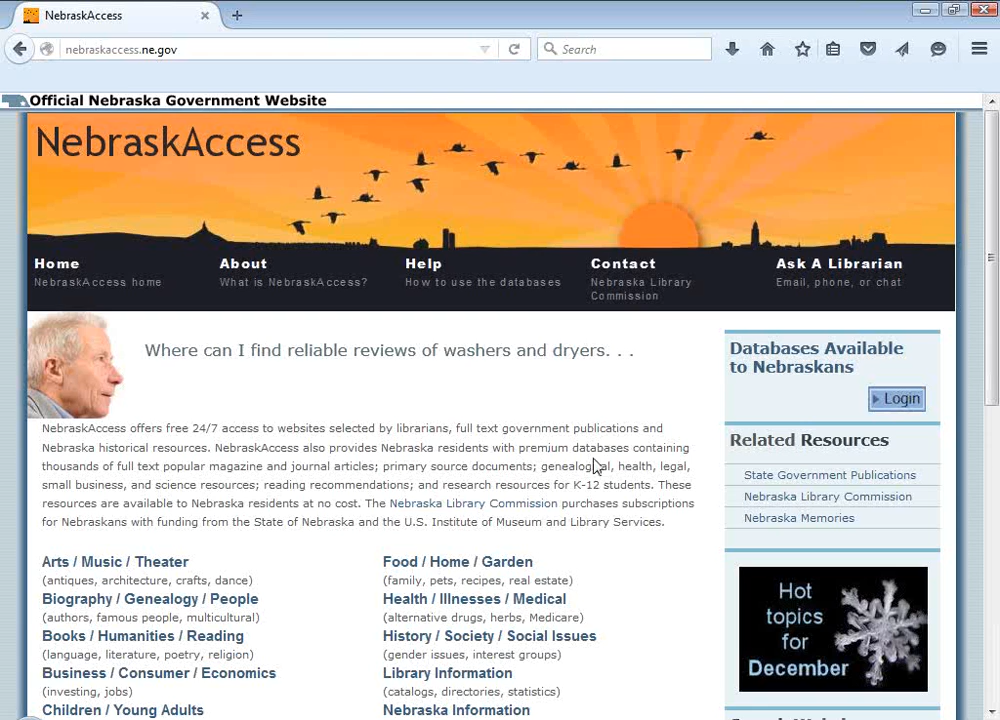 NebraskAccess
nebraskaccess.ne.gov
Search
Official Nebraska Government Website
NebraskAccess
Home
NebraskAccess home
About
What is NebraskAccess?
Help
How to use the databases
Contact
Nebraska Library
Commission
Ask A Librarian
Email, phone, or chat
Where can I find reliable reviews of washers and dryers. . .
NebraskAccess offers free 24/7 access to websites selected by librarians, full text government publications and
Nebraska historical resources. NebraskAccess also provides Nebraska residents with premium databases containing
thousands of full text popular magazine and journal articles; primary source documents; genealogical, health, legal,
small business, and science resources; reading recommendations; and research resources for K-12 students. These
resources are available to Nebraska residents at no cost. The Nebraska Library Commission purchases subscriptions
for Nebraskans with funding from the State of Nebraska and the U.S. Institute of Museum and Library Services.
Arts / Music / Theater
(antiques, architecture, crafts, dance)
Biography / Genealogy / People
(authors, famous people, multicultural)
Books / Humanities / Reading
(language, literature, poetry, religion)
Business / Consumer / Economics
(investing, jobs)
Children / Young Adults
Food / Home / Garden
(family, pets, recipes, real estate)
Health / Illnesses / Medical
(alternative drugs, herbs, Medicare)
History / Society / Social Issues
(gender issues, interest groups)
Library Information
(catalogs, directories, statistics)
Nebraska Information
Databases Available
to Nebraskans
Login
Related Resources
State Government Publications
Nebraska Library Commission
Nebraska Memories
Hot
topics
for
December